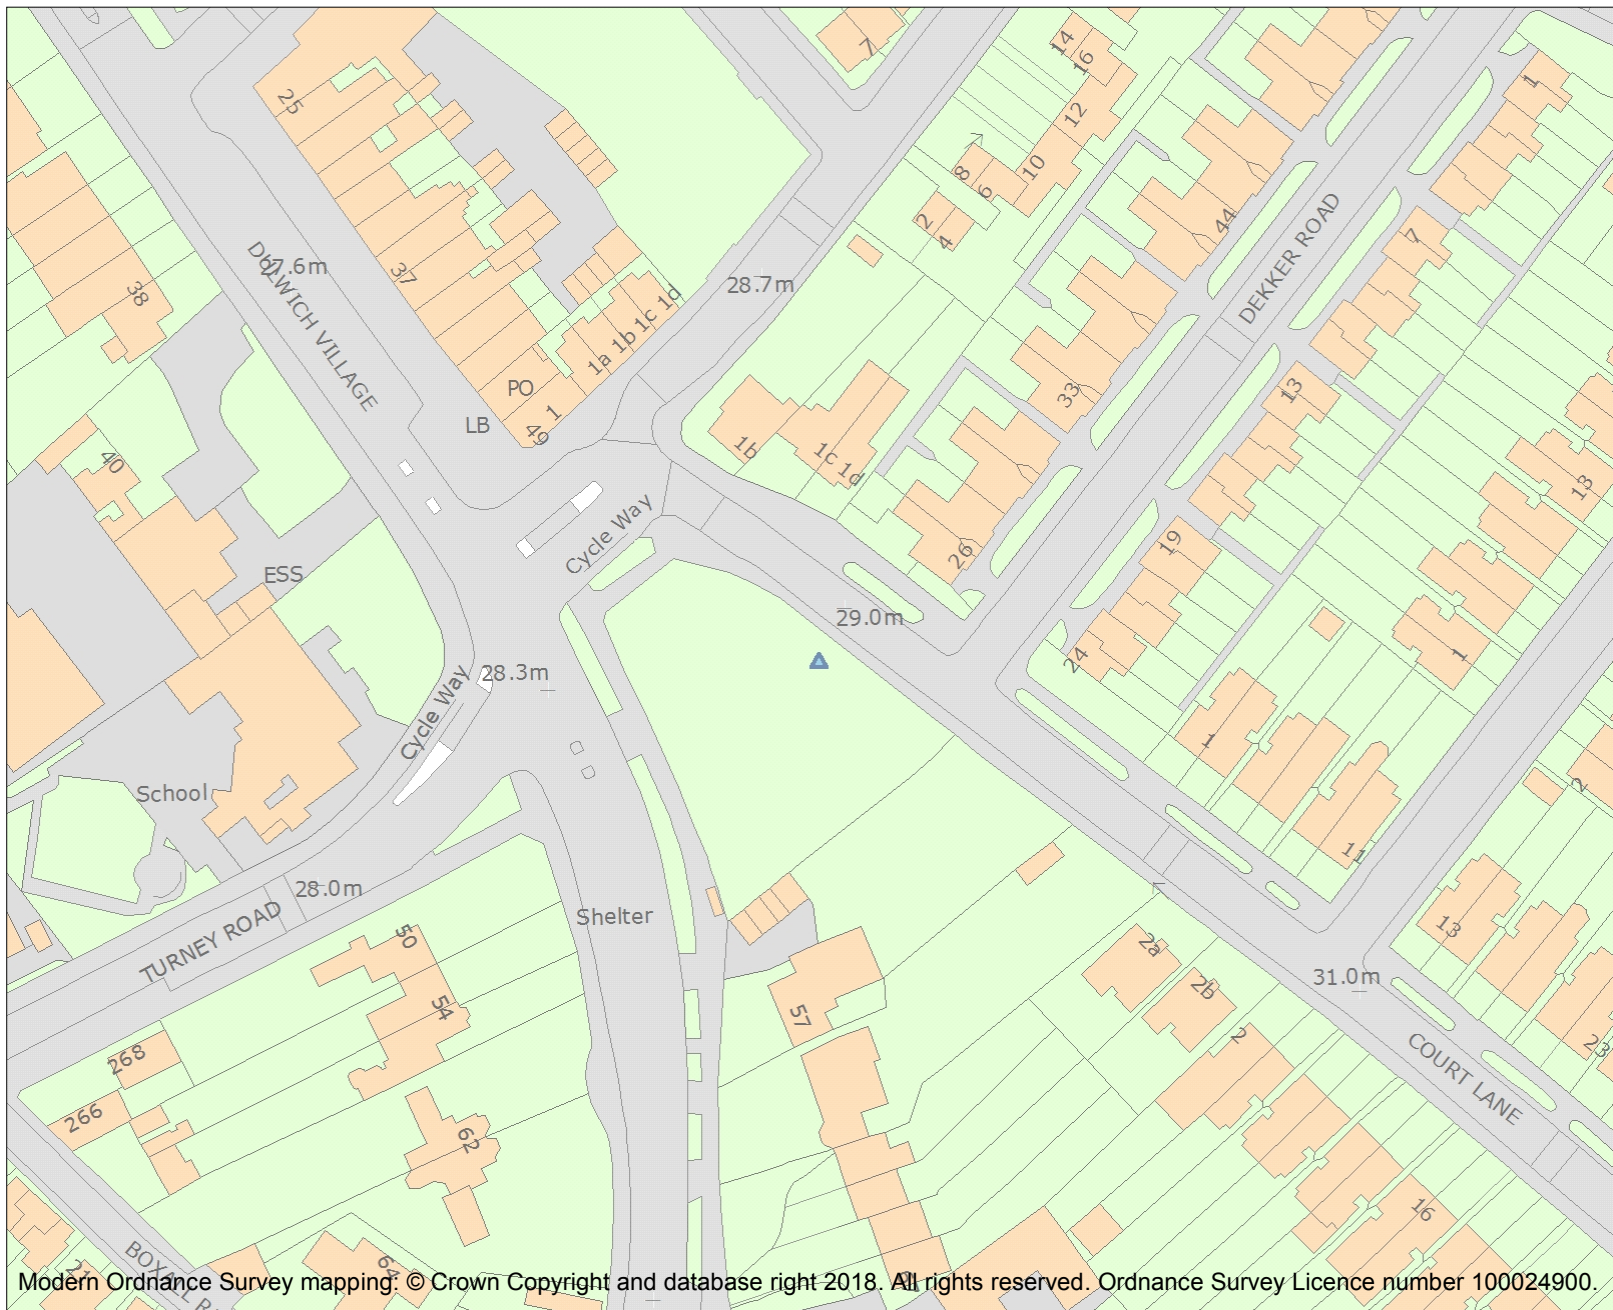 7
14
16
12
10
8
6
2
4
25
1
44
DEKKER ROAD
7
37
38
27.6m
DULWICH VILLAGE
28.7m
1a 1b 1c 1d
PO
1
49
LB
33
13
1b
1c 1d
40
13
26
19
Cycle Way
ESS
29.0m
24
1
28.3m
Cycle Way
1
School
2
11
28.0m
TURNEY ROAD
Shelter
50
54
57
13
2a
2b
31.0m
2
23
COURT LANE
268
266
62
16
BOXALL R
21
64
Modern Ordnance Survey mapping: © Crown Copyright and database right 2018. All rights reserved. Ordnance Survey Licence number 100024900.